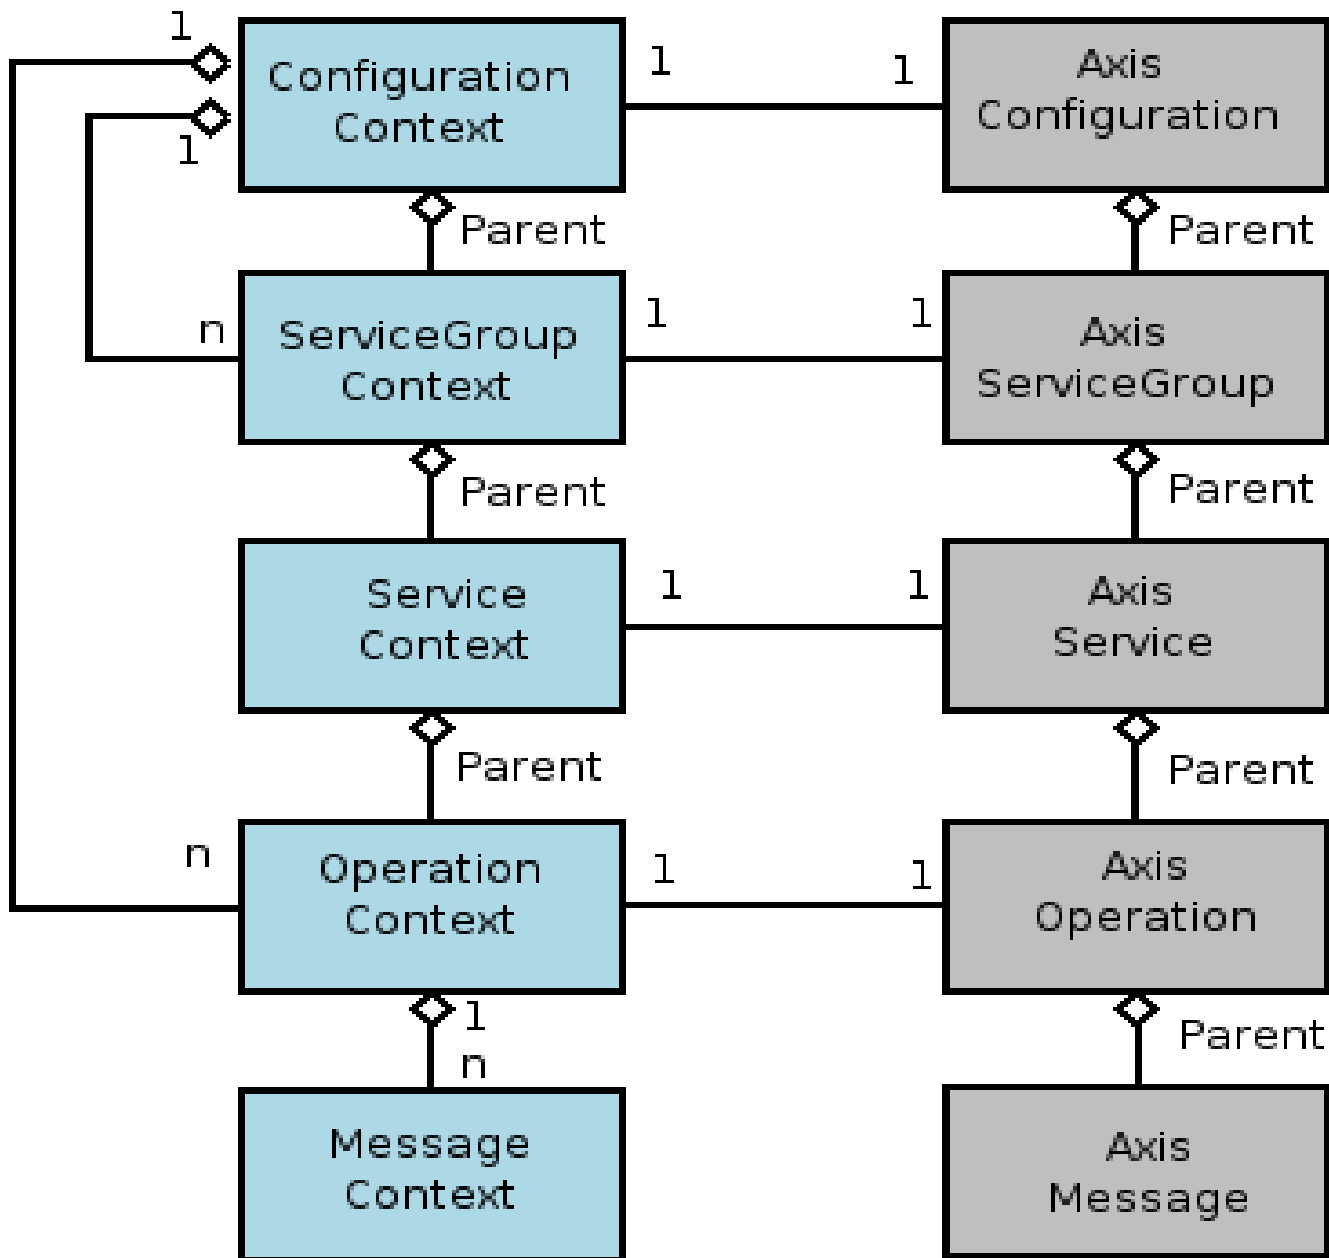 1
Configuration
Context
1
1
1
Axis
Configuration
Parent
Parent
n
ServiceGroup
Context
1
1
Axis
ServiceGroup
Parent
Parent
Service
Context
1
1
Axis
Service
Parent
Parent
n
Operation
Context
1
1
Axis
Operation
1
n
Parent
Message
Context
Axis
Message